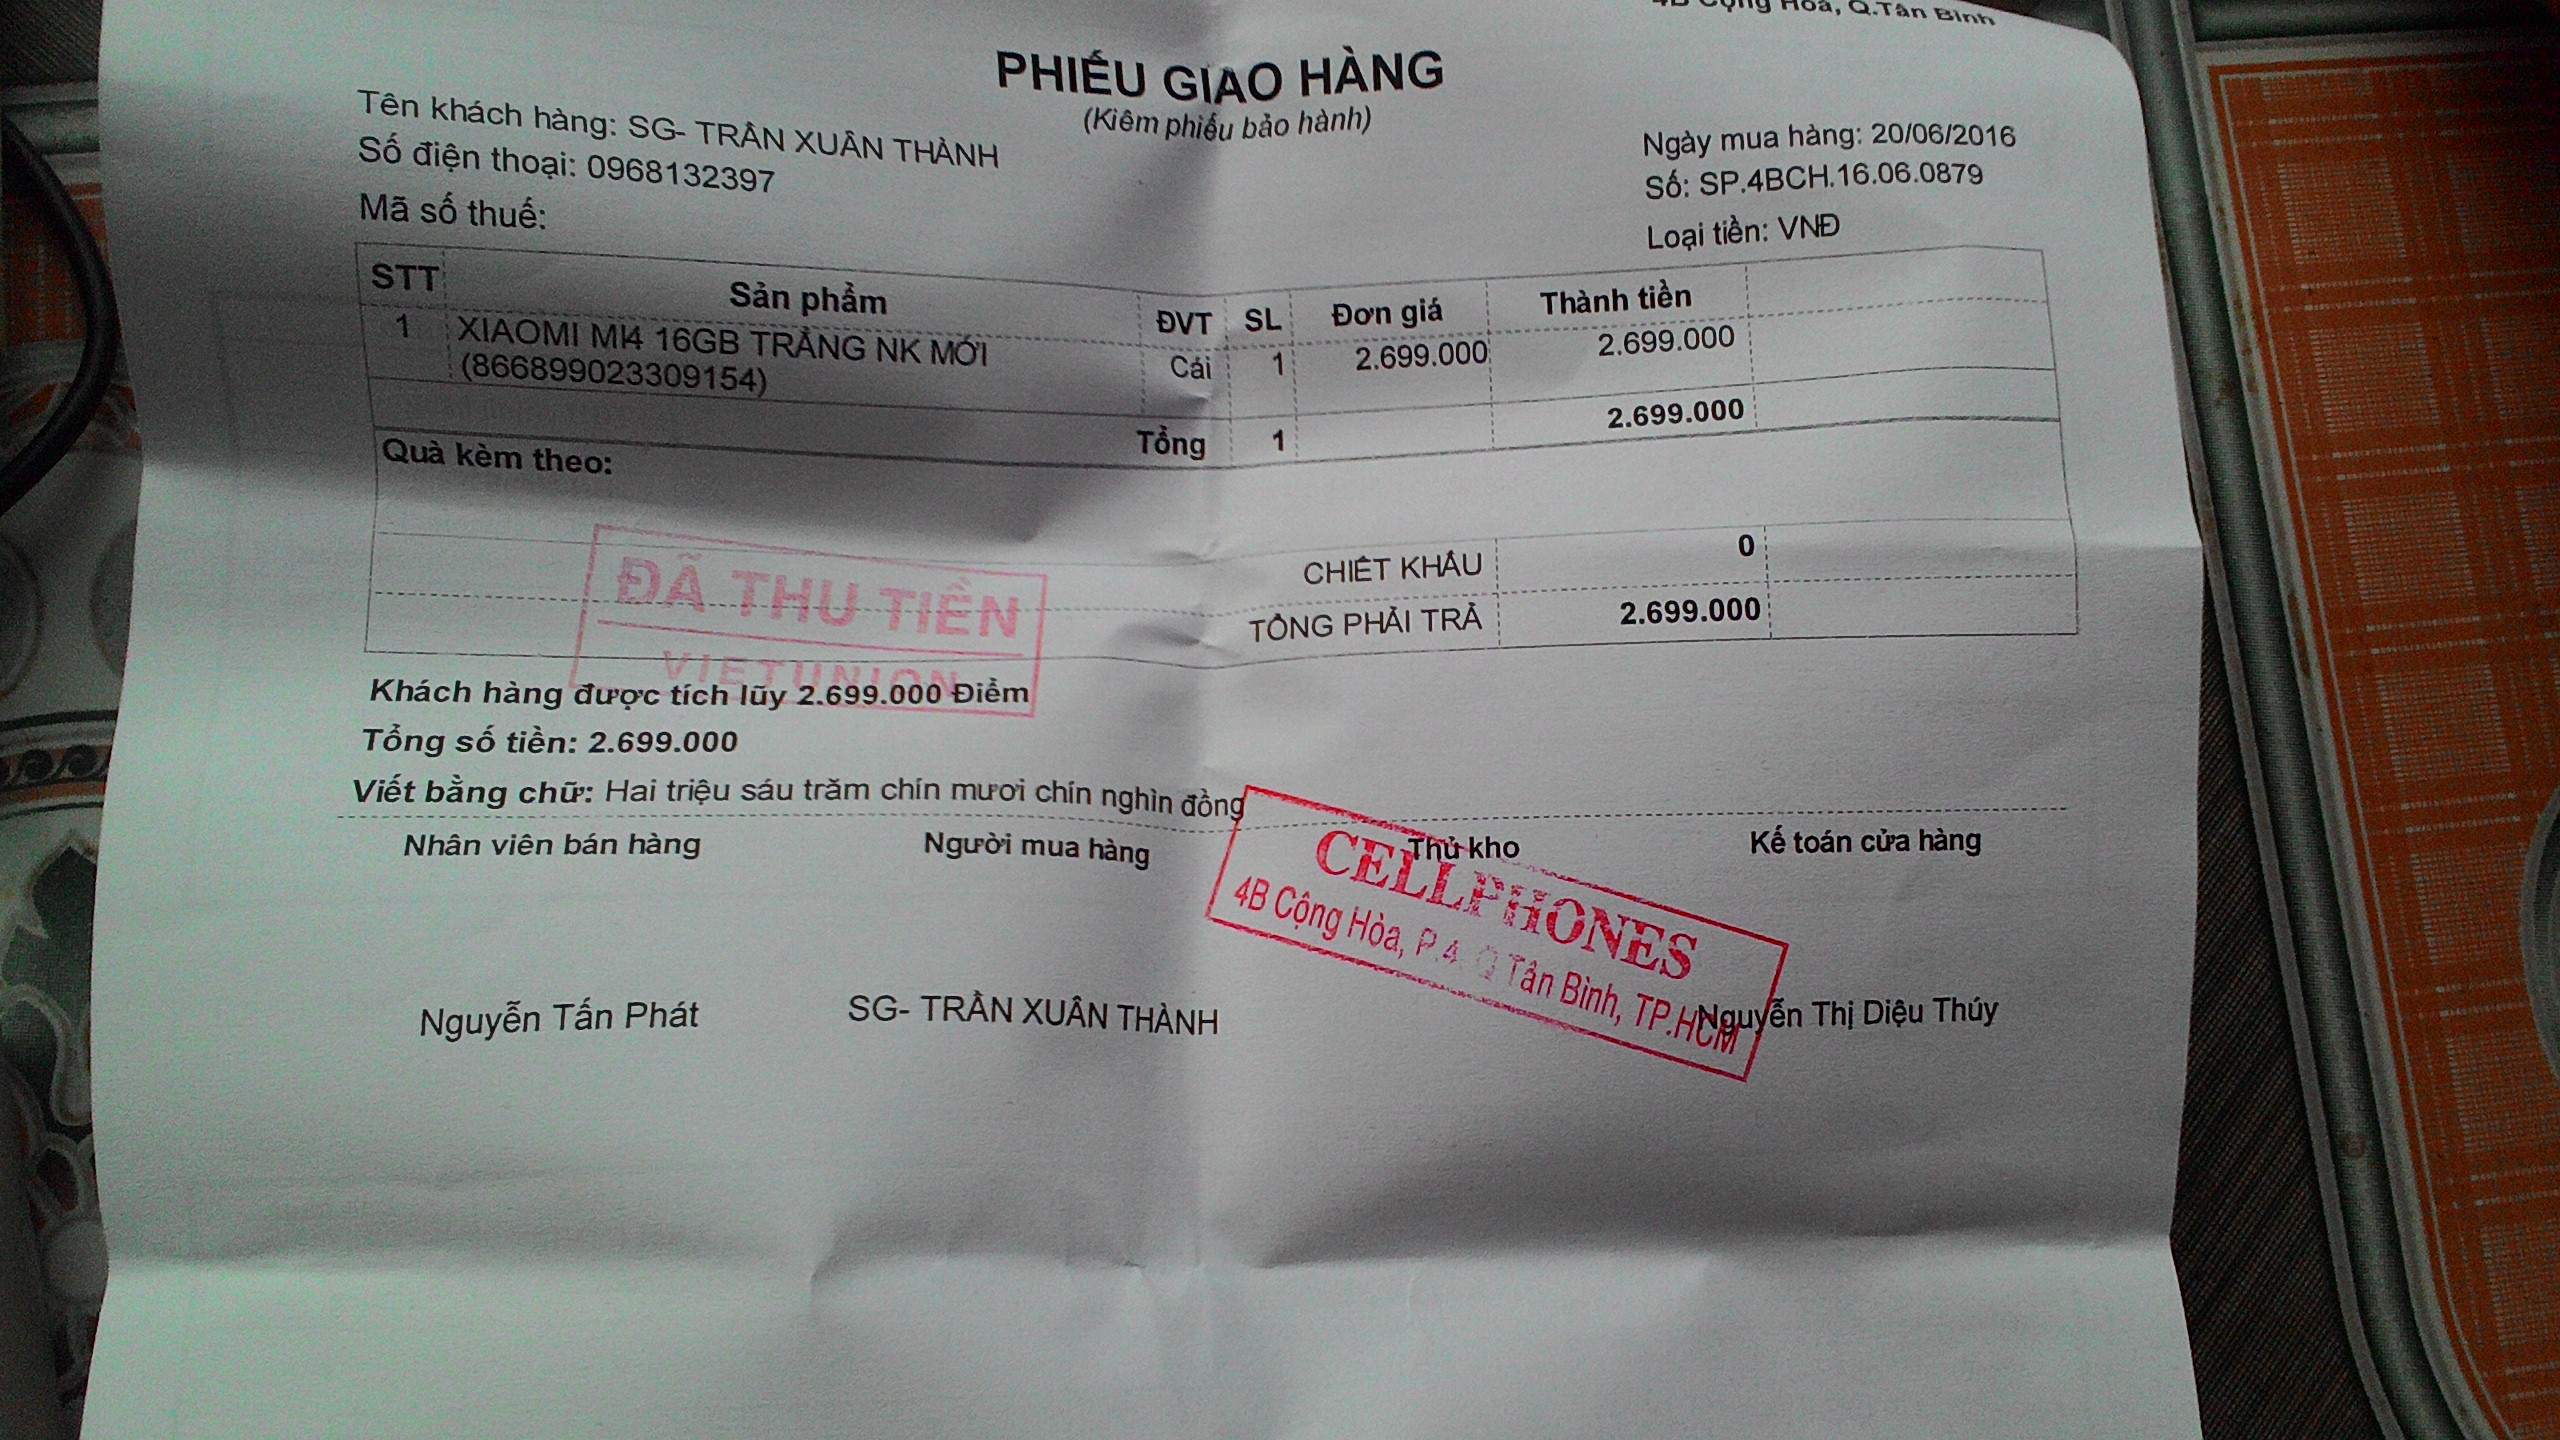 4B Cộng Hòa, Q.Tân Bình
PHIẾU GIAO HÀNG
(Kiêm phiếu bảo hành)
Tên khách hàng: SG- TRẦN XUÂN THÀNH
Số điện thoại: 0968132397
Mã số thuế:
Ngày mua hàng: 20/06/2016
Số: SP.4BCH.16.06.0879
Loại tiền: VNĐ
STT Sản phẩm ĐVT SL Đơn giá Thành tiền
1 XIAOMI MI4 16GB TRẮNG NK MỚI Cái 1 2.699.000 2.699.000
(866899023309154)
Tổng 1 2.699.000
Quà kèm theo:
CHIẾT KHẤU 0
TỔNG PHẢI TRẢ 2.699.000
ĐÃ THU TIỀN
VIETUNION
Khách hàng được tích lũy 2.699.000 Điểm
Tổng số tiền: 2.699.000
Viết bằng chữ: Hai triệu sáu trăm chín mươi chín nghìn đồng
Nhân viên bán hàng Người mua hàng Thủ kho Kế toán cửa hàng
CELLPHONES
4B Cộng Hòa, P.4, Q Tân Bình, TP.HCM
Nguyễn Tấn Phát SG- TRẦN XUÂN THÀNH Nguyễn Thị Diệu Thúy